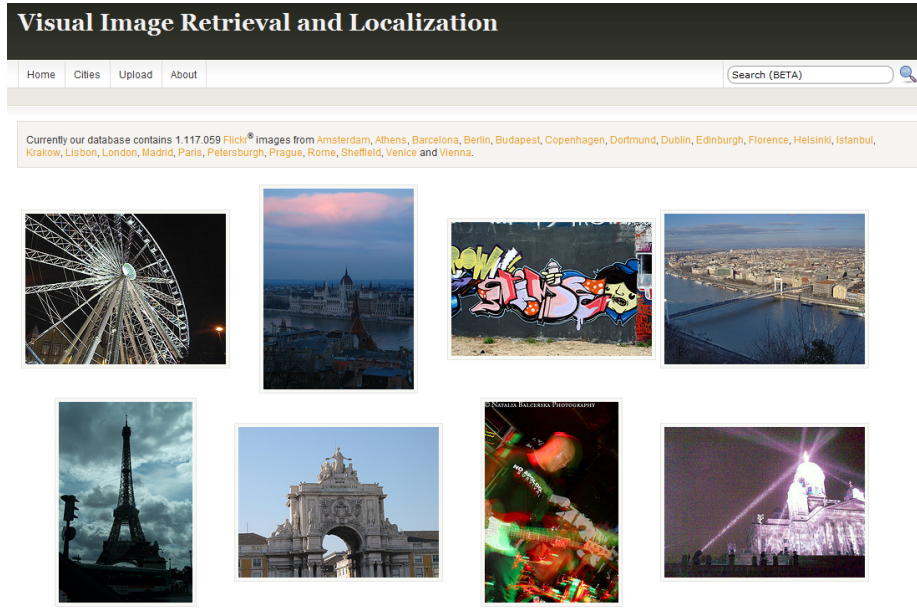 Visual Image Retrieval and Localization
Home Cities Upload About Search (BETA)
Currently our database contains 1.117.059 Flickr® images from Amsterdam, Athens, Barcelona, Berlin, Budapest, Copenhagen, Dortmund, Dublin, Edinburgh, Florence, Helsinki, Istanbul,
Krakow, Lisbon, London, Madrid, Paris, Petersburgh, Prague, Rome, Sheffield, Venice and Vienna.
© Natalia Balcerska Photography